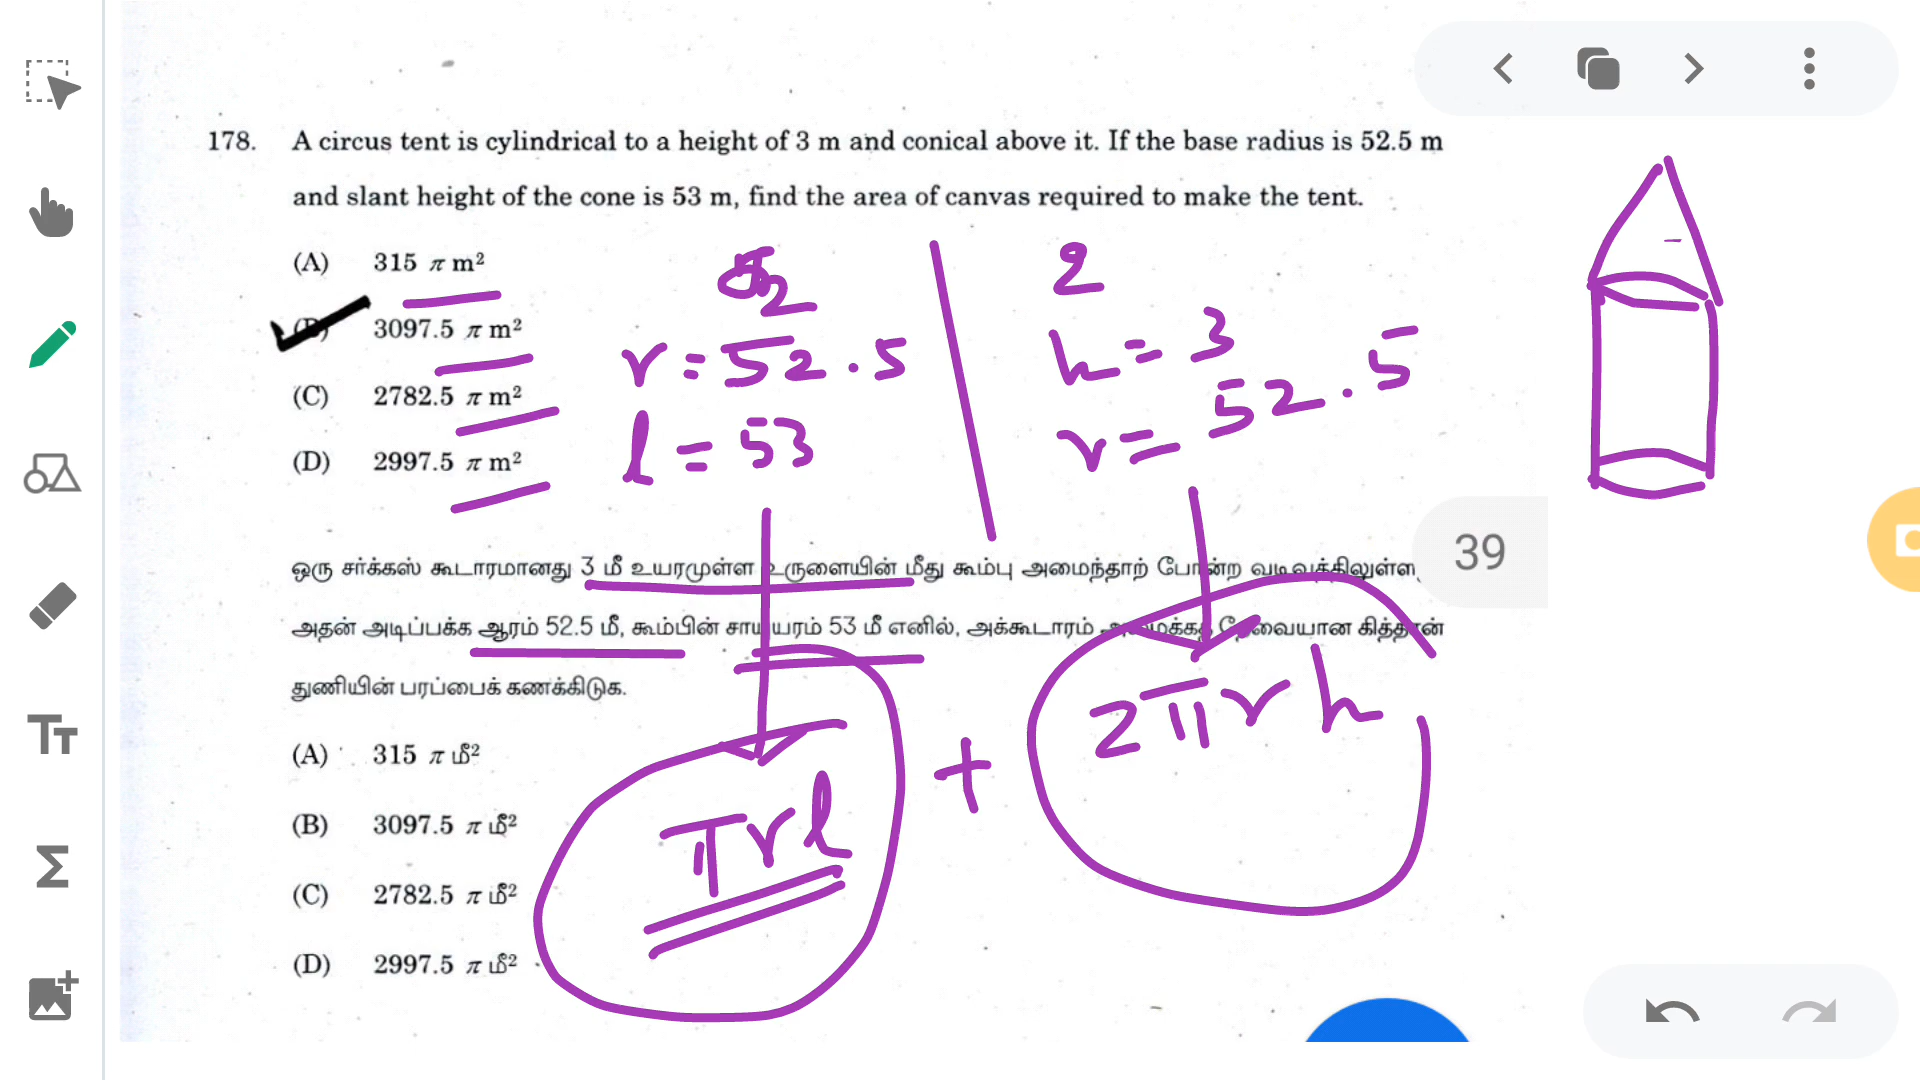 178. A circus tent is cylindrical to a height of 3 m and conical above it. If the base radius is 52.5 m
and slant height of the cone is 53 m, find the area of canvas required to make the tent.
(A) 315 π m²
(B) 3097.5 π m²
(C) 2782.5 π m²
(D) 2997.5 π m²
r = 52.5
l = 53
2
h = 3
r = 52.5
39
ஒரு சர்க்கஸ் கூடாரமானது 3 மீ உயரமுள்ள உருளையின் மீது கூம்பு அமைந்தாற் போன்ற வடிவத்திலுள்ள
அதன் அடிப்பக்க ஆரம் 52.5 மீ, கூம்பின் சாயுயரம் 53 மீ எனில், அக்கூடாரம் அமைக்கத் தேவையான கித்தான்
துணியின் பரப்பைக் கணக்கிடுக.
(A) 315 π மீ²
(B) 3097.5 π மீ²
(C) 2782.5 π மீ²
(D) 2997.5 π மீ²
πrl + 2πrh